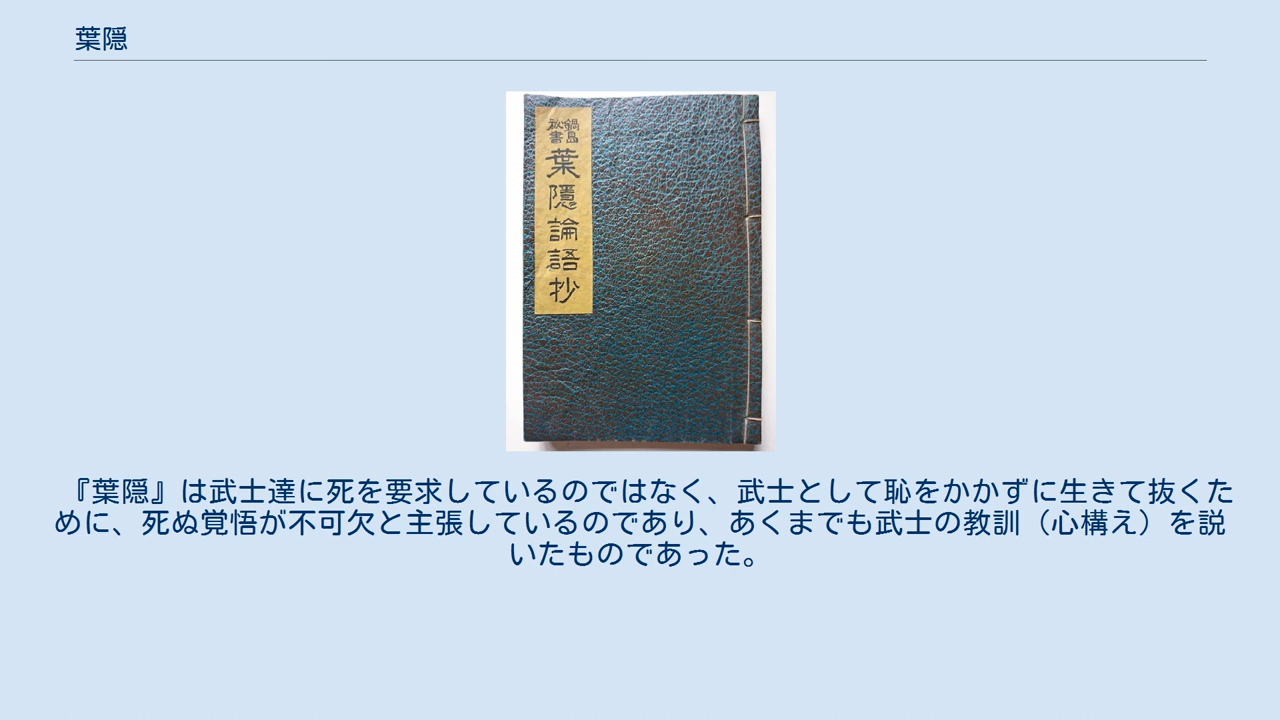 葉隠
鍋島
秘書
葉隱論語抄
『葉隠』は武士達に死を要求しているのではなく、武士として恥をかかずに生きて抜くた
めに、死ぬ覚悟が不可欠と主張しているのであり、あくまでも武士の教訓（心構え）を説
いたものであった。